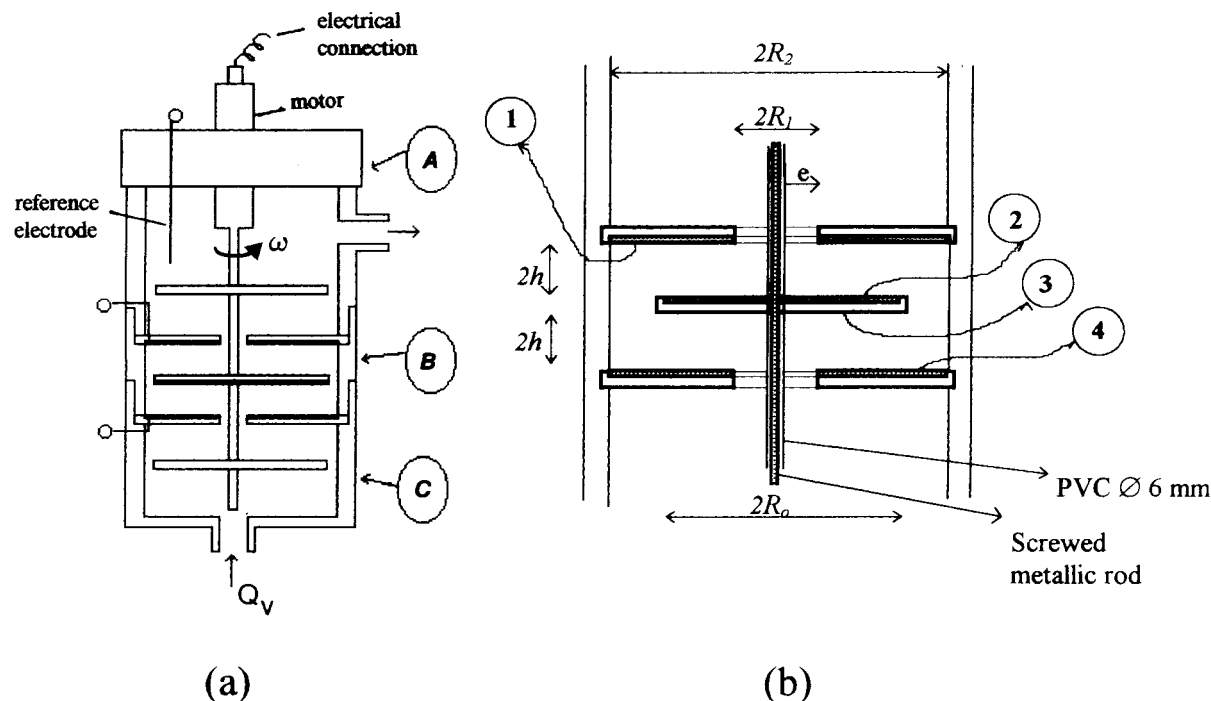 electrical
connection
motor
A
reference
electrode
ω
B
C
Q_V
(a)
2R_2
1
2R_1
e
2
2h
3
2h
4
PVC ∅ 6 mm
2R_o
Screwed
metallic rod
(b)